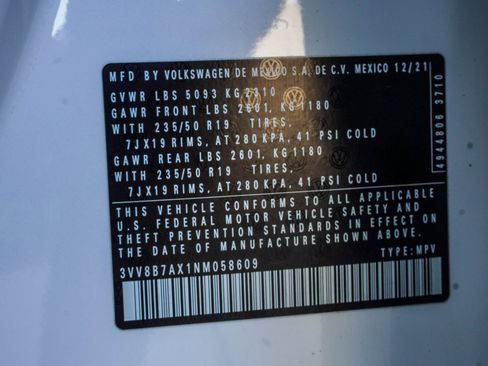 MFD BY VOLKSWAGEN DE MEXICO S.A. DE C.V. MEXICO 12/21
GVWR LBS 5093 KG 2310
GAWR FRONT LBS 2601, KG 1180
WITH 235/50 R19 TIRES,
7JX19 RIMS, AT 280 KPA, 41 PSI COLD
GAWR REAR LBS 2601, KG 1180
WITH 235/50 R19 TIRES,
7JX19 RIMS, AT 280 KPA, 41 PSI COLD
THIS VEHICLE CONFORMS TO ALL APPLICABLE
U.S. FEDERAL MOTOR VEHICLE SAFETY AND
THEFT PREVENTION STANDARDS IN EFFECT ON
THE DATE OF MANUFACTURE SHOWN ABOVE.
3VV8B7AX1NM058609 TYPE: MPV
4944806 3710